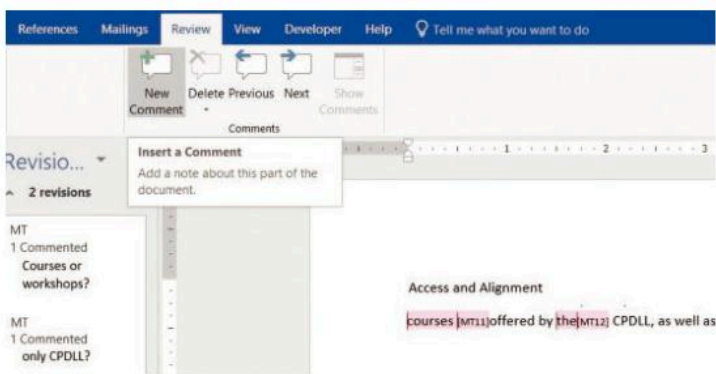 References Mailings Review View Developer Help Tell me what you want to do
New Comment Delete Previous Next Show Comments
Comments
Insert a Comment
Add a note about this part of the
document.
Revisio...
2 revisions
1 2 3
MT
1 Commented
Courses or
workshops?
MT
1 Commented
only CPDLL?
Access and Alignment
courses [MT11]offered by the[MT12] CPDLL, as well as